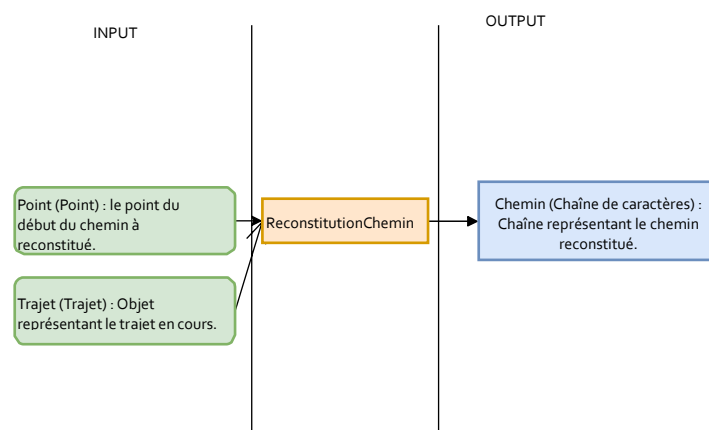 INPUT
OUTPUT
Point (Point) : le point du
début du chemin à
reconstitué.
ReconstitutionChemin
Chemin (Chaîne de caractères) :
Chaîne représentant le chemin
reconstitué.
Trajet (Trajet) : Objet
représentant le trajet en cours.